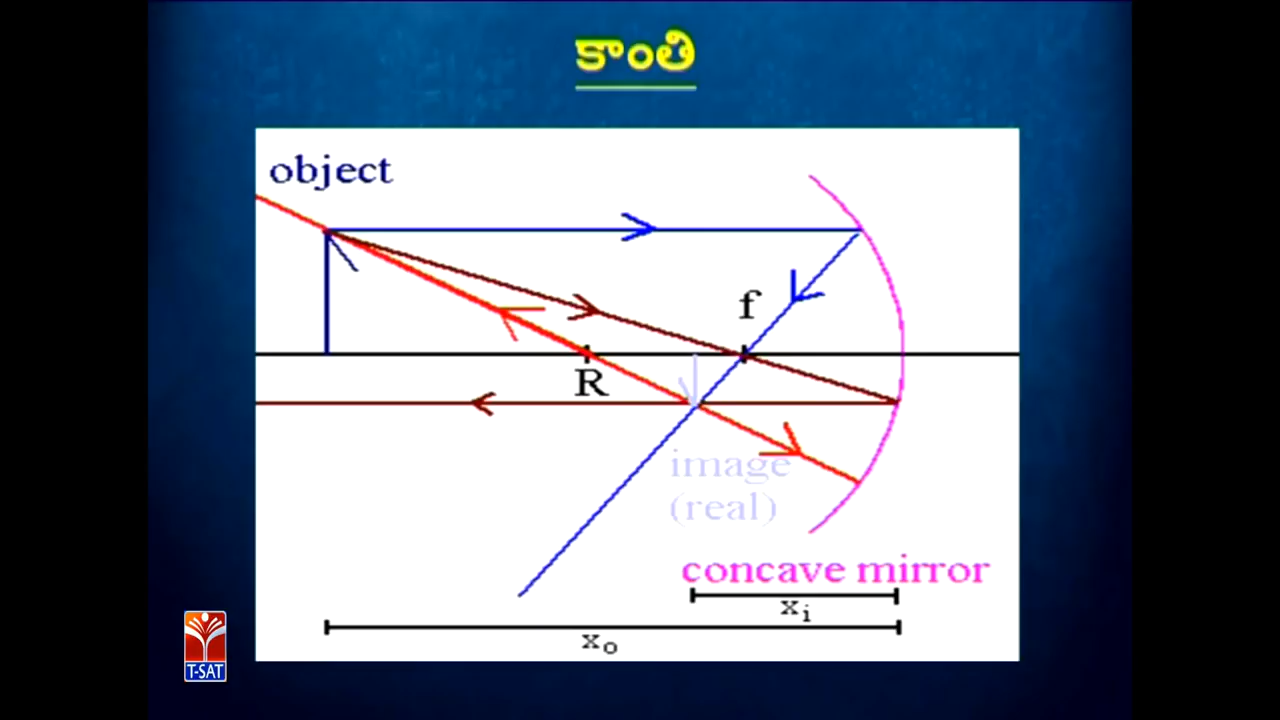 కాంతి
object
f
R
image
(real)
concave mirror
xi
xo
T-SAT